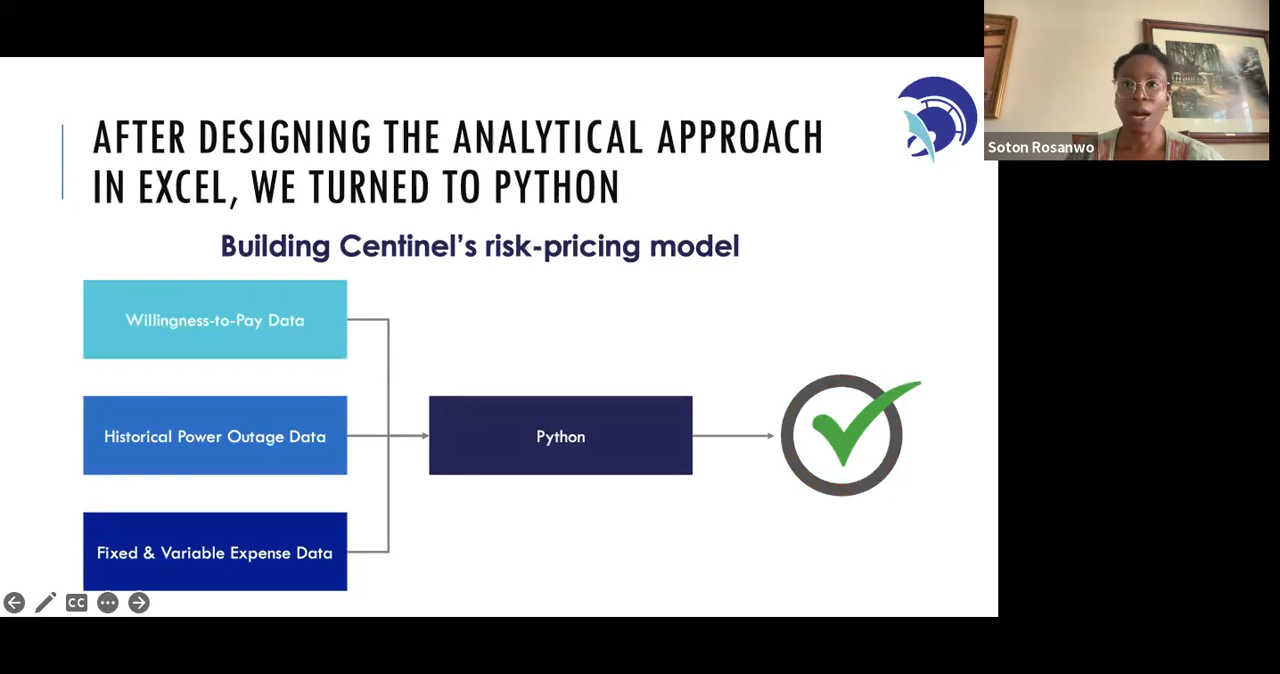 AFTER DESIGNING THE ANALYTICAL APPROACH
IN EXCEL, WE TURNED TO PYTHON
Building Centinel's risk-pricing model
Willingness-to-Pay Data
Historical Power Outage Data
Python
Fixed & Variable Expense Data
CC
Soton Rosanwo